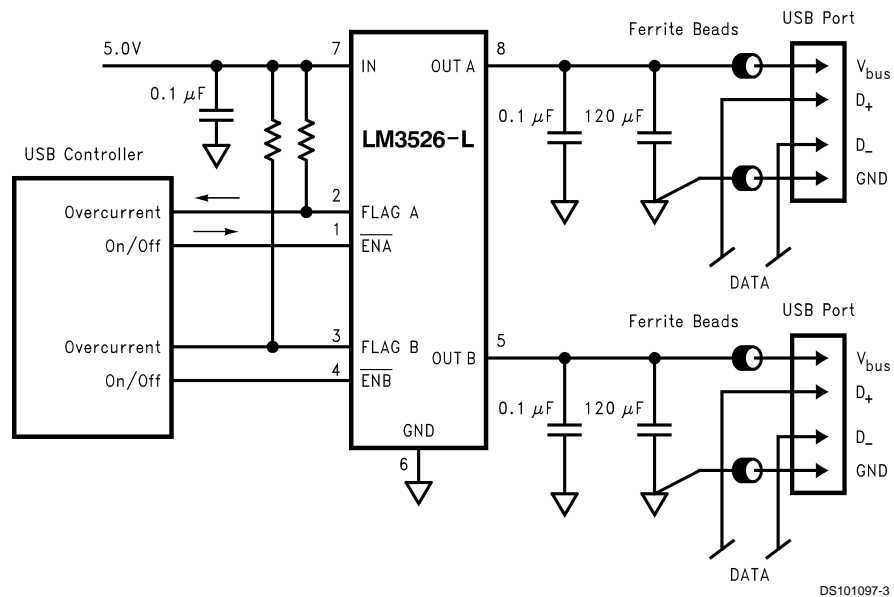 5.0V
0.1 μF
USB Controller
Overcurrent
On/Off
Overcurrent
On/Off
7
2
1
3
4
6
8
5
IN
OUT A
LM3526-L
FLAG A
ENA
FLAG B
OUT B
ENB
GND
Ferrite Beads
USB Port
0.1 μF
120 μF
Vbus
D+
D−
GND
DATA
Ferrite Beads
USB Port
0.1 μF
120 μF
Vbus
D+
D−
GND
DATA
DS101097-3